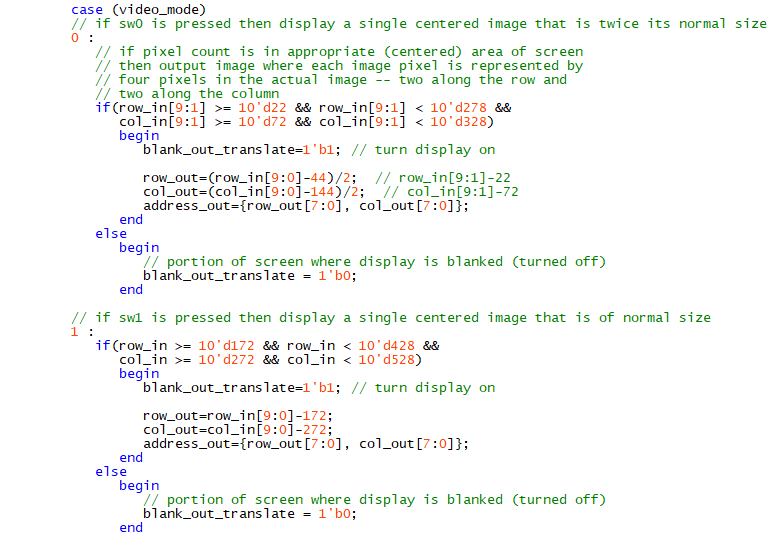 case (video_mode)
// if sw0 is pressed then display a single centered image that is twice its normal size
0 :
// if pixel count is in appropriate (centered) area of screen
// then output image where each image pixel is represented by
// four pixels in the actual image -- two along the row and
// two along the column
if(row_in[9:1] >= 10'd22 && row_in[9:1] < 10'd278 &&
col_in[9:1] >= 10'd72 && col_in[9:1] < 10'd328)
begin
blank_out_translate=1'b1; // turn display on
row_out=(row_in[9:0]-44)/2; // row_in[9:1]-22
col_out=(col_in[9:0]-144)/2; // col_in[9:1]-72
address_out={row_out[7:0], col_out[7:0]};
end
else
begin
// portion of screen where display is blanked (turned off)
blank_out_translate = 1'b0;
end
// if sw1 is pressed then display a single centered image that is of normal size
1 :
if(row_in >= 10'd172 && row_in < 10'd428 &&
col_in >= 10'd272 && col_in < 10'd528)
begin
blank_out_translate=1'b1; // turn display on
row_out=row_in[9:0]-172;
col_out=col_in[9:0]-272;
address_out={row_out[7:0], col_out[7:0]};
end
else
begin
// portion of screen where display is blanked (turned off)
blank_out_translate = 1'b0;
end